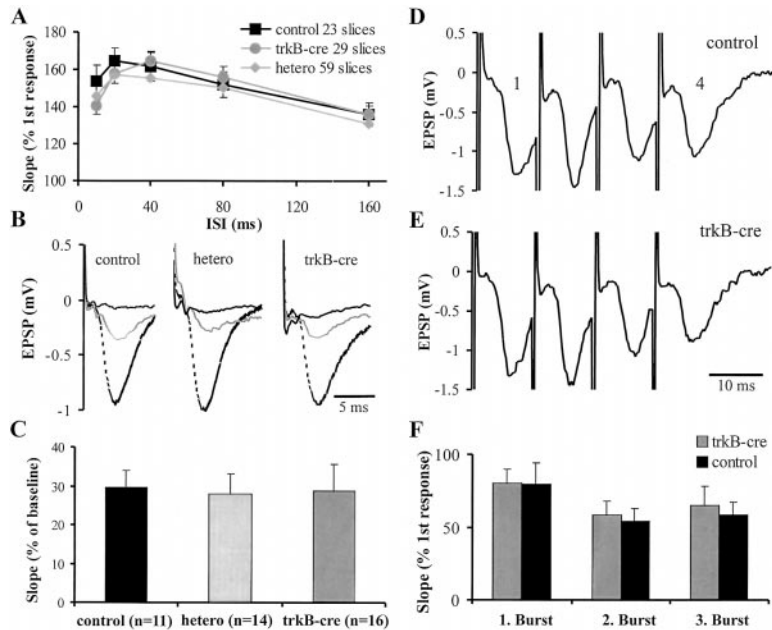 A
180
160
140
120
100
0
40
80
120
160
Slope (% 1st response)
ISI (ms)
control 23 slices
trkB-cre 29 slices
hetero 59 slices
B
0.5
0
-0.5
-1
EPSP (mV)
control
hetero
trkB-cre
5 ms
C
40
30
20
10
0
Slope (% of baseline)
control (n=11)
hetero (n=14)
trkB-cre (n=16)
D
0.5
0
-0.5
-1
-1.5
EPSP (mV)
control
1
4
E
0.5
0
-0.5
-1
-1.5
EPSP (mV)
trkB-cre
10 ms
F
100
50
0
Slope (% 1st response)
trkB-cre
control
1. Burst
2. Burst
3. Burst